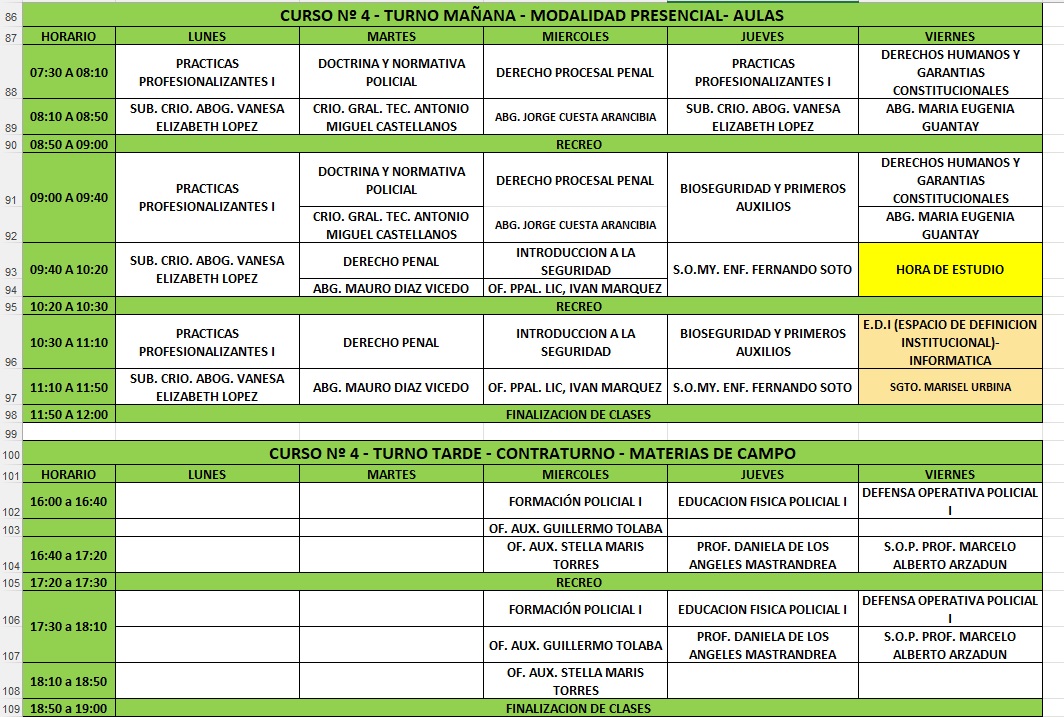 86
CURSO Nº 4 - TURNO MAÑANA - MODALIDAD PRESENCIAL- AULAS
87
HORARIO
LUNES
MARTES
MIERCOLES
JUEVES
VIERNES
88
07:30 A 08:10
PRACTICAS
PROFESIONALIZANTES I
DOCTRINA Y NORMATIVA
POLICIAL
DERECHO PROCESAL PENAL
PRACTICAS
PROFESIONALIZANTES I
DERECHOS HUMANOS Y
GARANTIAS
CONSTITUCIONALES
89
08:10 A 08:50
SUB. CRIO. ABOG. VANESA
ELIZABETH LOPEZ
CRIO. GRAL. TEC. ANTONIO
MIGUEL CASTELLANOS
ABG. JORGE CUESTA ARANCIBIA
SUB. CRIO. ABOG. VANESA
ELIZABETH LOPEZ
ABG. MARIA EUGENIA
GUANTAY
90
08:50 A 09:00
RECREO
91
09:00 A 09:40
PRACTICAS
PROFESIONALIZANTES I
DOCTRINA Y NORMATIVA
POLICIAL
DERECHO PROCESAL PENAL
BIOSEGURIDAD Y PRIMEROS
AUXILIOS
DERECHOS HUMANOS Y
GARANTIAS
CONSTITUCIONALES
92
CRIO. GRAL. TEC. ANTONIO
MIGUEL CASTELLANOS
ABG. JORGE CUESTA ARANCIBIA
ABG. MARIA EUGENIA
GUANTAY
93
09:40 A 10:20
SUB. CRIO. ABOG. VANESA
ELIZABETH LOPEZ
DERECHO PENAL
INTRODUCCION A LA
SEGURIDAD
S.O.MY. ENF. FERNANDO SOTO
HORA DE ESTUDIO
94
ABG. MAURO DIAZ VICEDO
OF. PPAL. LIC, IVAN MARQUEZ
95
10:20 A 10:30
RECREO
96
10:30 A 11:10
PRACTICAS
PROFESIONALIZANTES I
DERECHO PENAL
INTRODUCCION A LA
SEGURIDAD
BIOSEGURIDAD Y PRIMEROS
AUXILIOS
E.D.I (ESPACIO DE DEFINICION
INSTITUCIONAL)-
INFORMATICA
97
11:10 A 11:50
SUB. CRIO. ABOG. VANESA
ELIZABETH LOPEZ
ABG. MAURO DIAZ VICEDO
OF. PPAL. LIC, IVAN MARQUEZ
S.O.MY. ENF. FERNANDO SOTO
SGTO. MARISEL URBINA
98
11:50 A 12:00
FINALIZACION DE CLASES
99
100
CURSO Nº 4 - TURNO TARDE - CONTRATURNO - MATERIAS DE CAMPO
101
HORARIO
LUNES
MARTES
MIERCOLES
JUEVES
VIERNES
102
16:00 a 16:40
FORMACIÓN POLICIAL I
EDUCACION FISICA POLICIAL I
DEFENSA OPERATIVA POLICIAL
I
103
OF. AUX. GUILLERMO TOLABA
104
16:40 a 17:20
OF. AUX. STELLA MARIS
TORRES
PROF. DANIELA DE LOS
ANGELES MASTRANDREA
S.O.P. PROF. MARCELO
ALBERTO ARZADUN
105
17:20 a 17:30
RECREO
106
17:30 a 18:10
FORMACIÓN POLICIAL I
EDUCACION FISICA POLICIAL I
DEFENSA OPERATIVA POLICIAL
I
107
OF. AUX. GUILLERMO TOLABA
PROF. DANIELA DE LOS
ANGELES MASTRANDREA
S.O.P. PROF. MARCELO
ALBERTO ARZADUN
108
18:10 a 18:50
OF. AUX. STELLA MARIS
TORRES
109
18:50 a 19:00
FINALIZACION DE CLASES